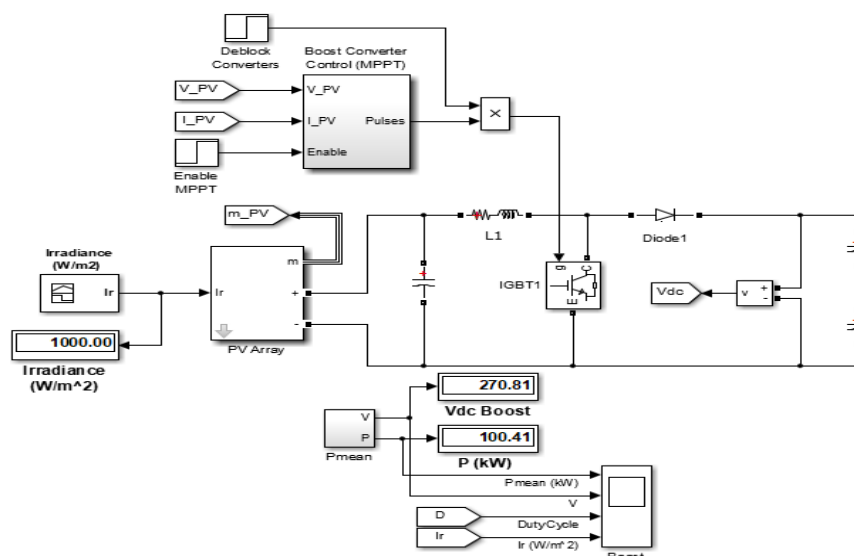 Deblock
Converters
Boost Converter
Control (MPPT)
V_PV
V_PV
I_PV
I_PV
Pulses
Enable
Enable
MPPT
×
m_PV
L1
Diode1
Irradiance
(W/m2)
Ir
Ir
m
+
-
PV Array
g
C
E
IGBT1
Vdc
v
+
-
1000.00
Irradiance
(W/m^2)
270.81
Vdc Boost
V
P
Pmean
100.41
P (kW)
Pmean (kW)
V
D
DutyCycle
Ir
Ir (W/m^2)